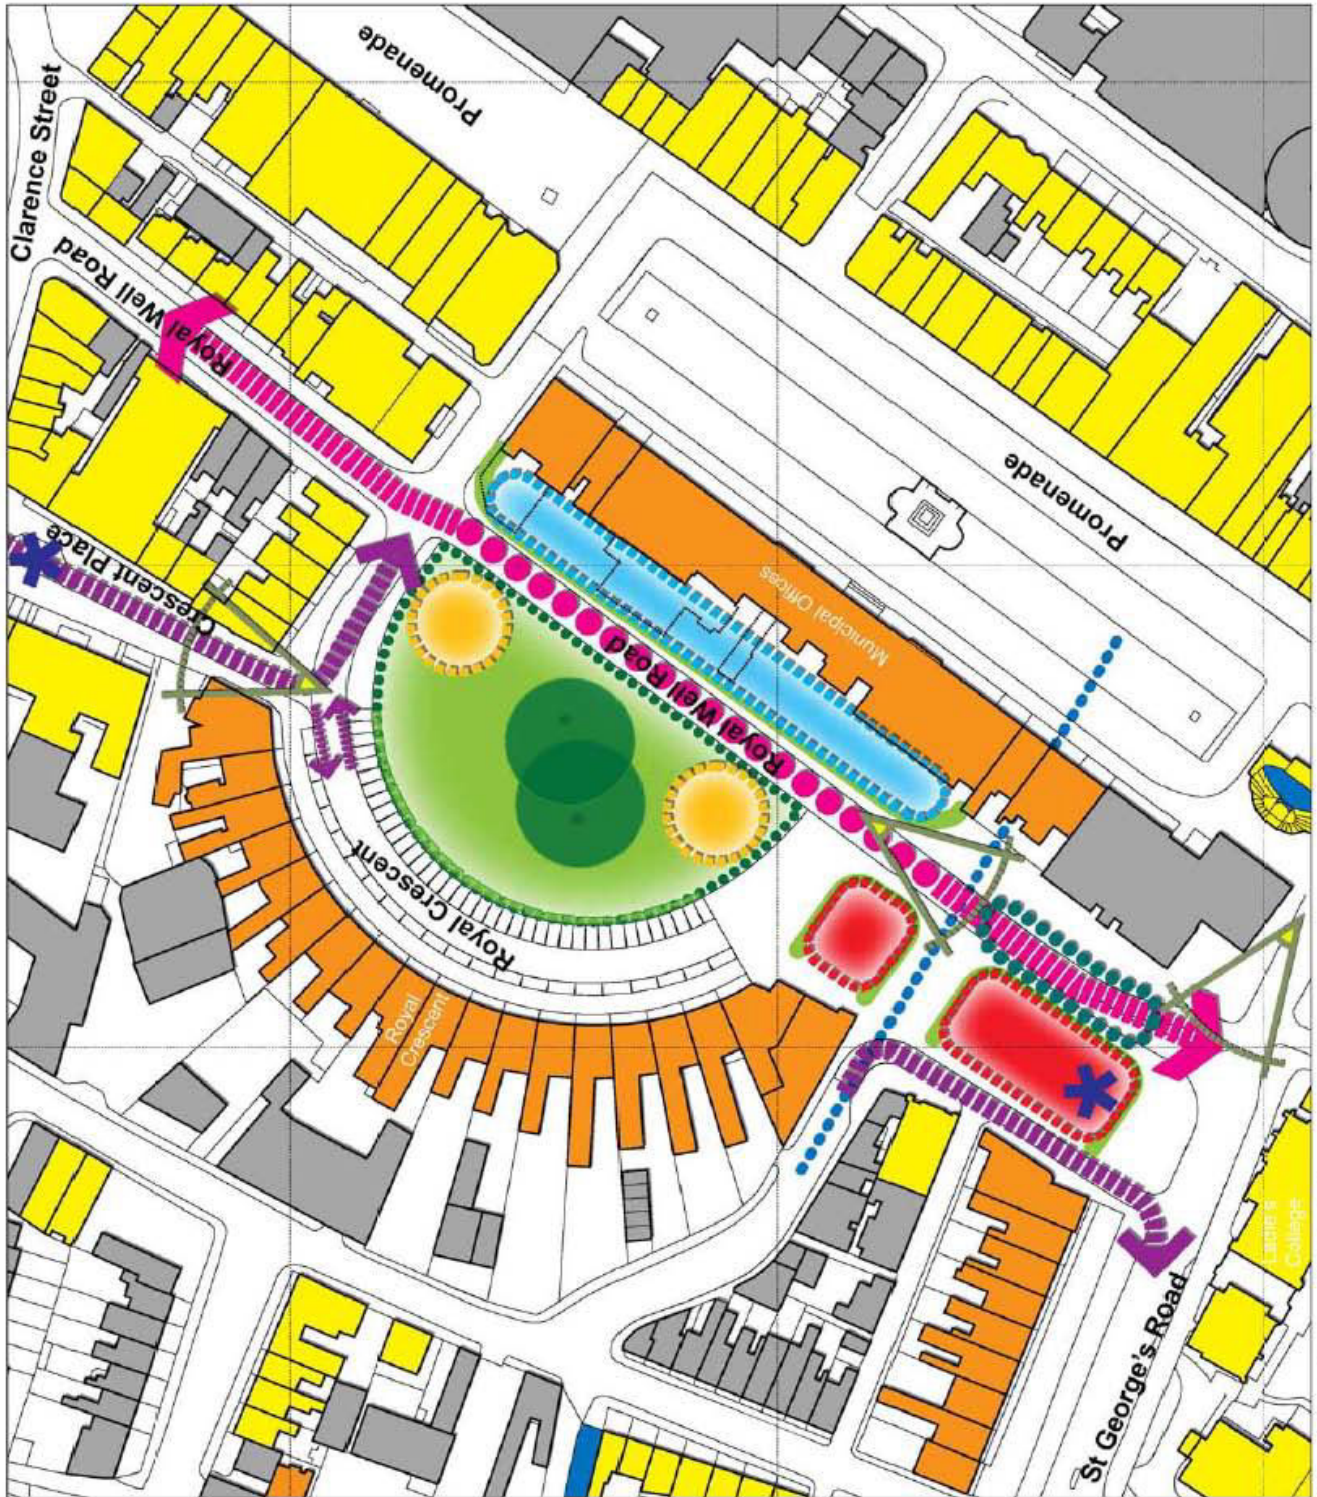 Promenade
Clarence Street
Royal Well Road
Promenade
Crescent Place
Municipal Offices
Royal Well Road
Royal Crescent
Royal
Crescent
College
St George's Road